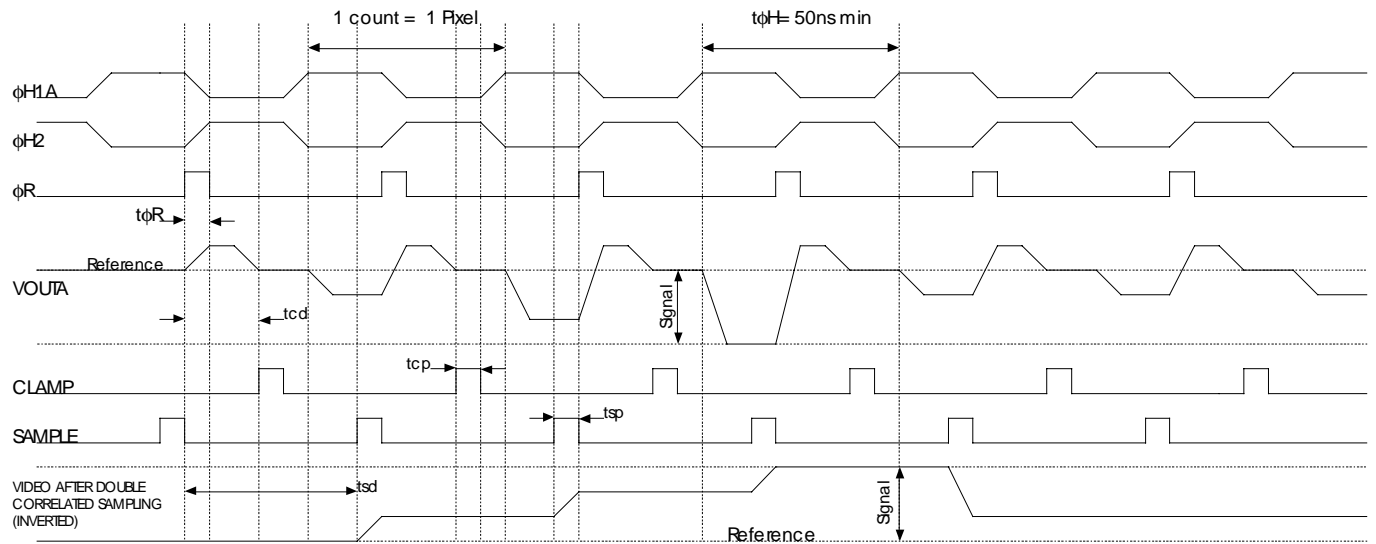 1 count = 1 Pixel
tϕH= 50ns min
ϕH1A
ϕH2
ϕR
tϕR
Reference
VOUTA
tcd
Signal
tcp
CLAMP
tsp
SAMPLE
VIDEO AFTER DOUBLE
CORRELATED SAMPLING
(INVERTED)
tsd
Signal
Reference